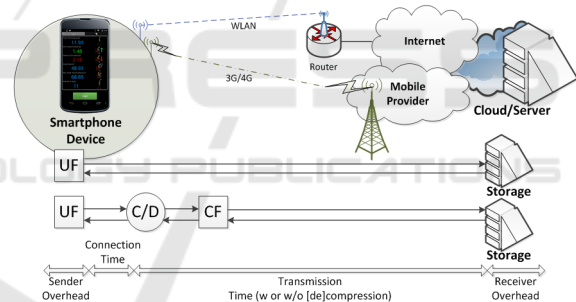 WLAN
Router
Internet
3G/4G
Mobile
Provider
Cloud/Server
Smartphone
Device
UF
Storage
UF
C/D
CF
Storage
Connection
Time
Sender
Overhead
Transmission
Time (w or w/o [de]compression)
Receiver
Overhead